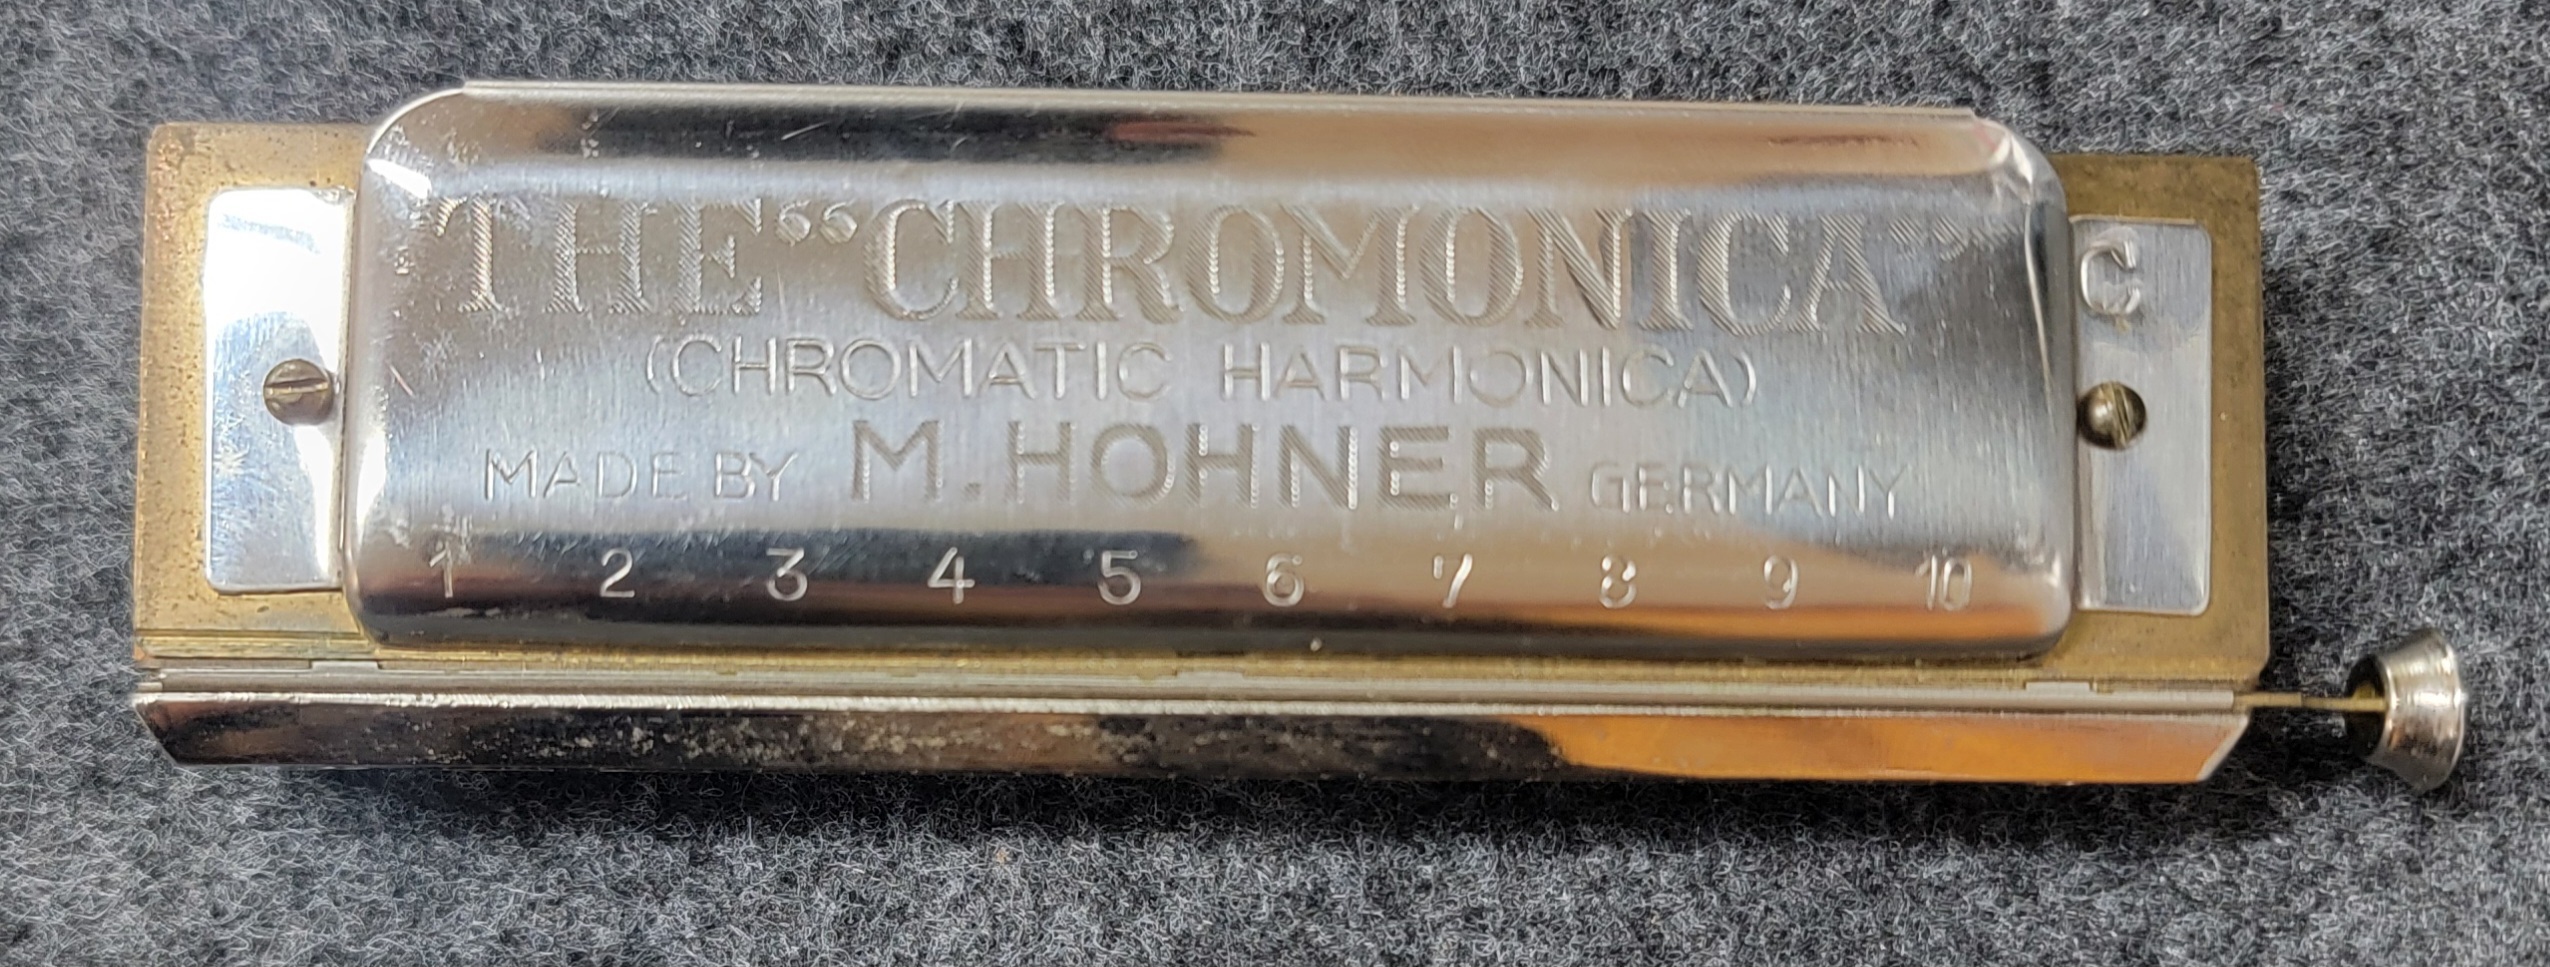 THE “CHROMONICA”
C
(CHROMATIC HARMONICA)
MADE BY M. HOHNER GERMANY
1 2 3 4 5 6 7 8 9 10